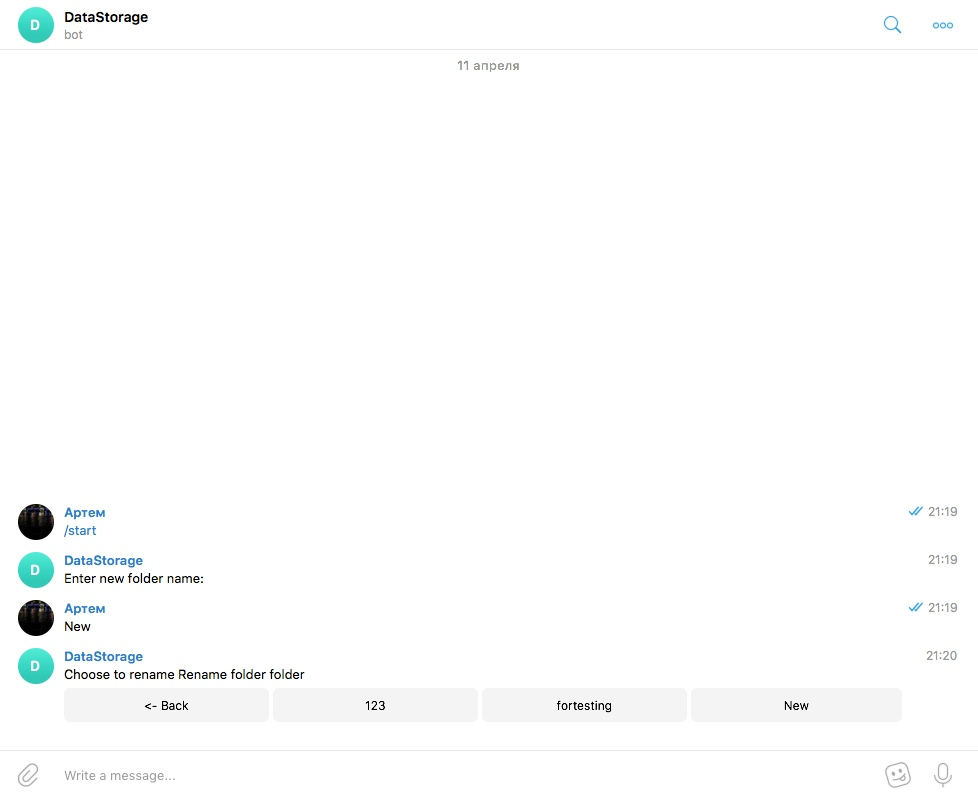 D
DataStorage
bot
11 апреля
Артем
21:19
/start
D
DataStorage
21:19
Enter new folder name:
Артем
21:19
New
D
DataStorage
21:20
Choose to rename Rename folder folder
<- Back
123
fortesting
New
Write a message...